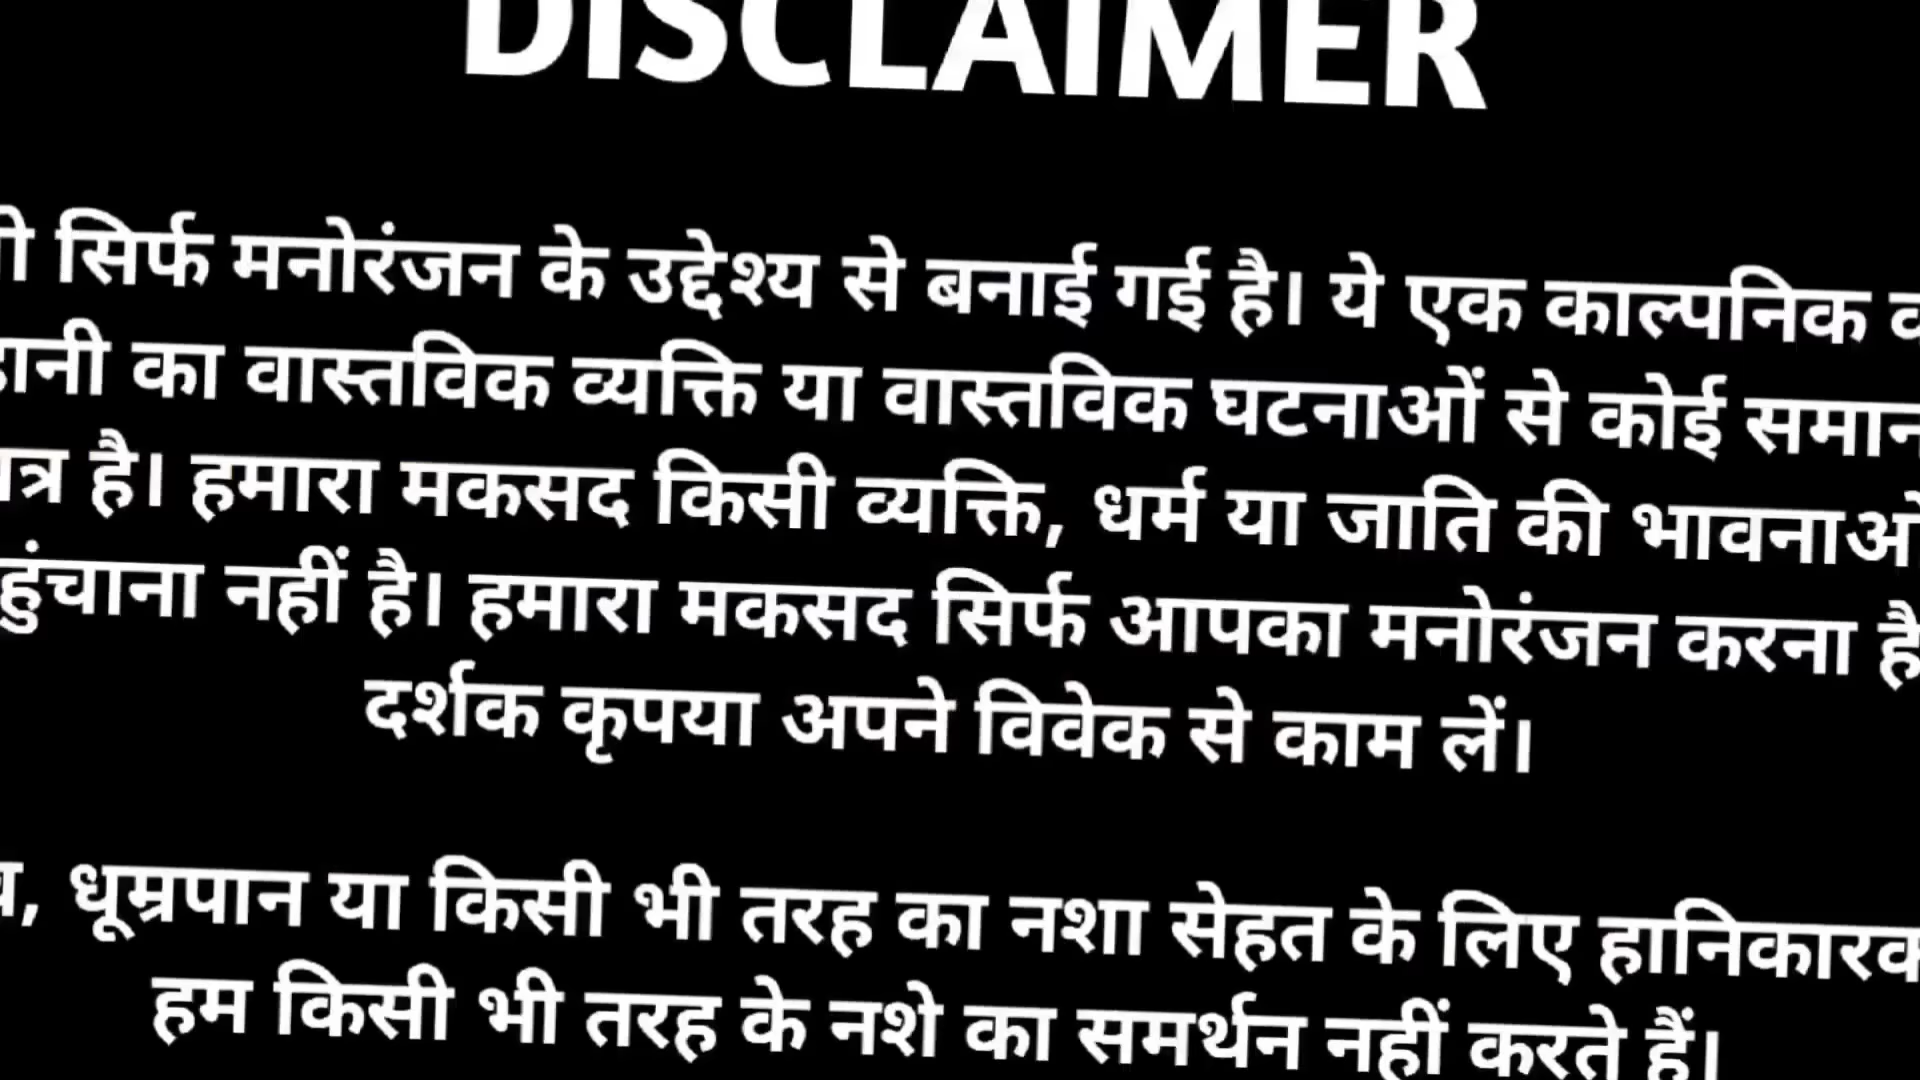 DISCLAIMER
सिर्फ मनोरंजन के उद्देश्य से बनाई गई है। ये एक काल्पनिक
का वास्तविक व्यक्ति या वास्तविक घटनाओं से कोई
है। हमारा मकसद किसी व्यक्ति, धर्म या जाति की
नहीं है। हमारा मकसद सिर्फ आपका मनोरंजन करना है
दर्शक कृपया अपने विवेक से काम लें।
धूम्रपान या किसी भी तरह का नशा सेहत के लिए
हम किसी भी तरह के नशे का समर्थन नहीं करते हैं।